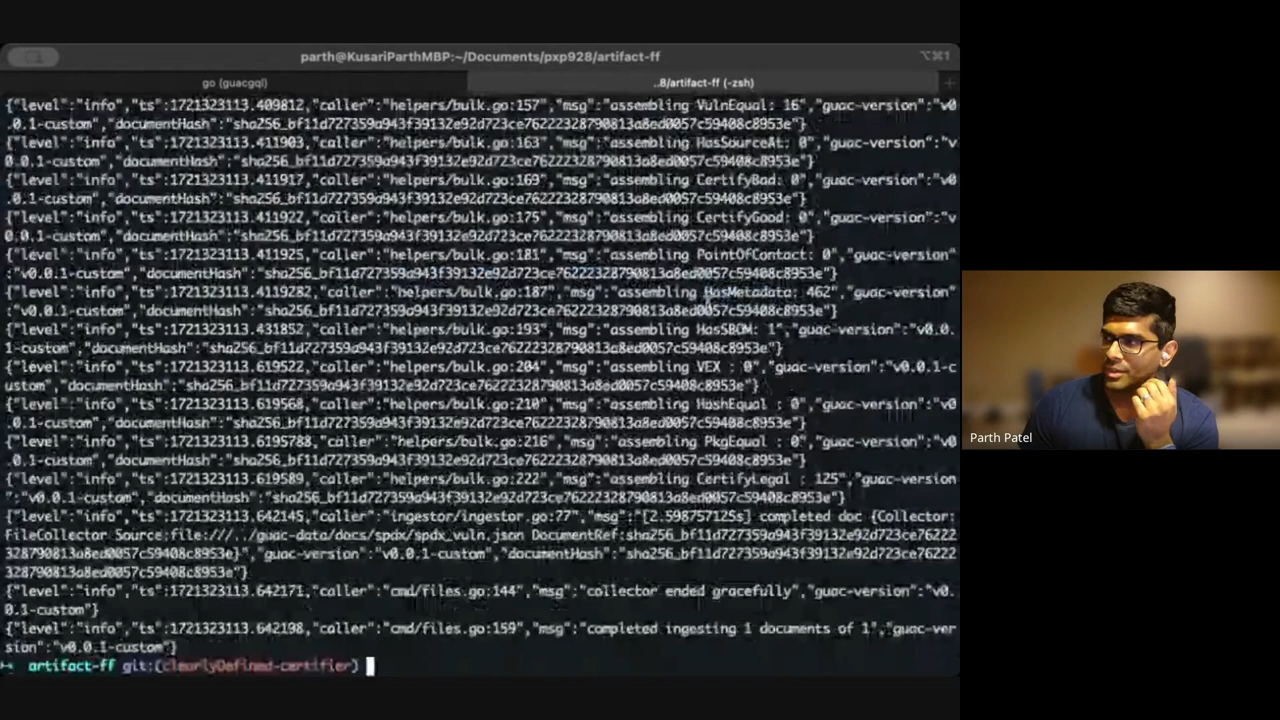 parth@KusariParthMBP:~/Documents/pxp928/artifact-ff
⌥⌘1
go (guacgql)
..8/artifact-ff (-zsh)
{"level":"info","ts":1721323113.409812,"caller":"helpers/bulk.go:157","msg":"assembling VulnEqual: 16","guac-version":"v0
.0.1-custom","documentHash":"sha256_bf11d727359a943f39132e92d723ce76222328790813a8ed0057c59408c8953e"}
{"level":"info","ts":1721323113.411903,"caller":"helpers/bulk.go:163","msg":"assembling HasSourceAt: 0","guac-version":"v
0.0.1-custom","documentHash":"sha256_bf11d727359a943f39132e92d723ce76222328790813a8ed0057c59408c8953e"}
{"level":"info","ts":1721323113.411917,"caller":"helpers/bulk.go:169","msg":"assembling CertifyBad: 0","guac-version":"v0
.0.1-custom","documentHash":"sha256_bf11d727359a943f39132e92d723ce76222328790813a8ed0057c59408c8953e"}
{"level":"info","ts":1721323113.411922,"caller":"helpers/bulk.go:175","msg":"assembling CertifyGood: 0","guac-version":"v
0.0.1-custom","documentHash":"sha256_bf11d727359a943f39132e92d723ce76222328790813a8ed0057c59408c8953e"}
{"level":"info","ts":1721323113.411925,"caller":"helpers/bulk.go:181","msg":"assembling PointOfContact: 0","guac-version"
:"v0.0.1-custom","documentHash":"sha256_bf11d727359a943f39132e92d723ce76222328790813a8ed0057c59408c8953e"}
{"level":"info","ts":1721323113.4119282,"caller":"helpers/bulk.go:187","msg":"assembling HasMetadata: 462","guac-version"
:"v0.0.1-custom","documentHash":"sha256_bf11d727359a943f39132e92d723ce76222328790813a8ed0057c59408c8953e"}
{"level":"info","ts":1721323113.431852,"caller":"helpers/bulk.go:193","msg":"assembling HasSBOM: 1","guac-version":"v0.0.
1-custom","documentHash":"sha256_bf11d727359a943f39132e92d723ce76222328790813a8ed0057c59408c8953e"}
{"level":"info","ts":1721323113.619522,"caller":"helpers/bulk.go:204","msg":"assembling VEX : 0","guac-version":"v0.0.1-c
ustom","documentHash":"sha256_bf11d727359a943f39132e92d723ce76222328790813a8ed0057c59408c8953e"}
{"level":"info","ts":1721323113.619568,"caller":"helpers/bulk.go:210","msg":"assembling HashEqual : 0","guac-version":"v0
.0.1-custom","documentHash":"sha256_bf11d727359a943f39132e92d723ce76222328790813a8ed0057c59408c8953e"}
{"level":"info","ts":1721323113.6195788,"caller":"helpers/bulk.go:216","msg":"assembling PkgEqual : 0","guac-version":"v0
.0.1-custom","documentHash":"sha256_bf11d727359a943f39132e92d723ce76222328790813a8ed0057c59408c8953e"}
{"level":"info","ts":1721323113.619589,"caller":"helpers/bulk.go:222","msg":"assembling CertifyLegal : 125","guac-version
":"v0.0.1-custom","documentHash":"sha256_bf11d727359a943f39132e92d723ce76222328790813a8ed0057c59408c8953e"}
{"level":"info","ts":1721323113.642145,"caller":"ingestor/ingestor.go:77","msg":"[2.598757125s] completed doc {Collector:
FileCollector Source:file:///../guac-data/docs/spdx/spdx_vuln.json DocumentRef:sha256_bf11d727359a943f39132e92d723ce76222
328790813a8ed0057c59408c8953e}","guac-version":"v0.0.1-custom","documentHash":"sha256_bf11d727359a943f39132e92d723ce76222
328790813a8ed0057c59408c8953e"}
{"level":"info","ts":1721323113.642171,"caller":"cmd/files.go:144","msg":"collector ended gracefully","guac-version":"v0.
0.1-custom"}
{"level":"info","ts":1721323113.642198,"caller":"cmd/files.go:159","msg":"completed ingesting 1 documents of 1","guac-ver
sion":"v0.0.1-custom"}
artifact-ff git:(clearlyDefined-certifier)
Parth Patel